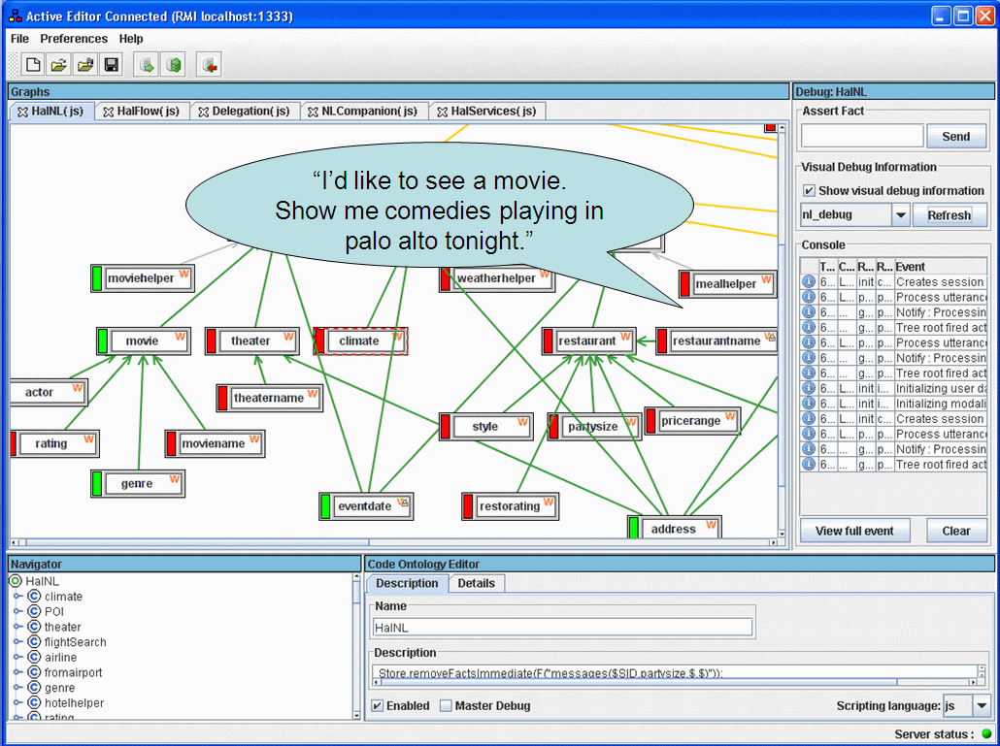 Active Editor Connected (RMI localhost:1333)
File Preferences Help
Graphs
HalNL( js) HalFlow( js) Delegation( js) NLCompanion( js) HalServices( js)
“I’d like to see a movie.
Show me comedies playing in
palo alto tonight.”
moviehelper W
weatherhelper W
mealhelper W
movie W
theater W
climate W
restaurant W
restaurantname W
actor W
theatername W
style W
partysize W
pricerange W
rating W
moviename W
genre W
eventdate W
restorating W
address W
Debug: HalNL
Assert Fact
Send
Visual Debug Information
Show visual debug information
nl_debug Refresh
Console
T... C... R... R... Event
6... L... init c... Creates session
6... L... p... p... Process utteranc
6... ... g... p... Notify : Processin
6... ... g... p... Tree root fired act
6... L... p... p... Process utteranc
6... ... g... p... Notify : Processin
6... ... g... p... Tree root fired act
6... L... init i... Initializing user da
6... L... init i... Initializing modali
6... L... init c... Creates session
6... L... p... p... Process utteranc
6... ... g... p... Notify : Processin
6... ... g... p... Tree root fired act
View full event Clear
Navigator
HalNL
climate
POI
theater
flightSearch
airline
fromairport
genre
hotelhelper
rating
Code Ontology Editor
Description Details
Name
HalNL
Description
Store.removeFactsImmediate(F("messages($SID,partysize,$,$)"));
Enabled Master Debug Scripting language: js
Server status :